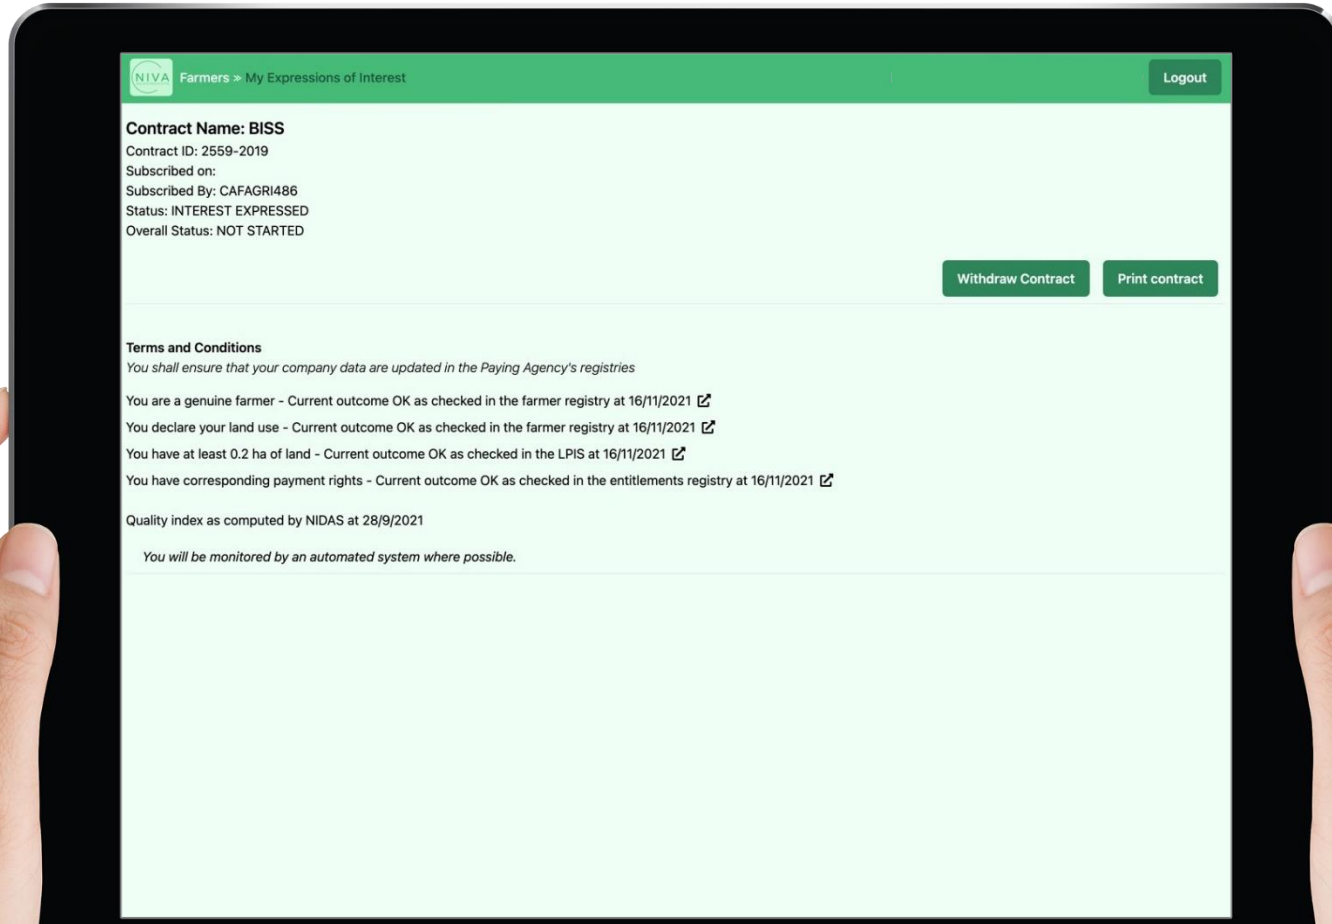 NIVA
Farmers » My Expressions of Interest
Logout
Contract Name: BISS
Contract ID: 2559-2019
Subscribed on:
Subscribed By: CAFAGRI486
Status: INTEREST EXPRESSED
Overall Status: NOT STARTED
Withdraw Contract
Print contract
Terms and Conditions
You shall ensure that your company data are updated in the Paying Agency's registries
You are a genuine farmer - Current outcome OK as checked in the farmer registry at 16/11/2021
You declare your land use - Current outcome OK as checked in the farmer registry at 16/11/2021
You have at least 0.2 ha of land - Current outcome OK as checked in the LPIS at 16/11/2021
You have corresponding payment rights - Current outcome OK as checked in the entitlements registry at 16/11/2021
Quality index as computed by NIDAS at 28/9/2021
You will be monitored by an automated system where possible.